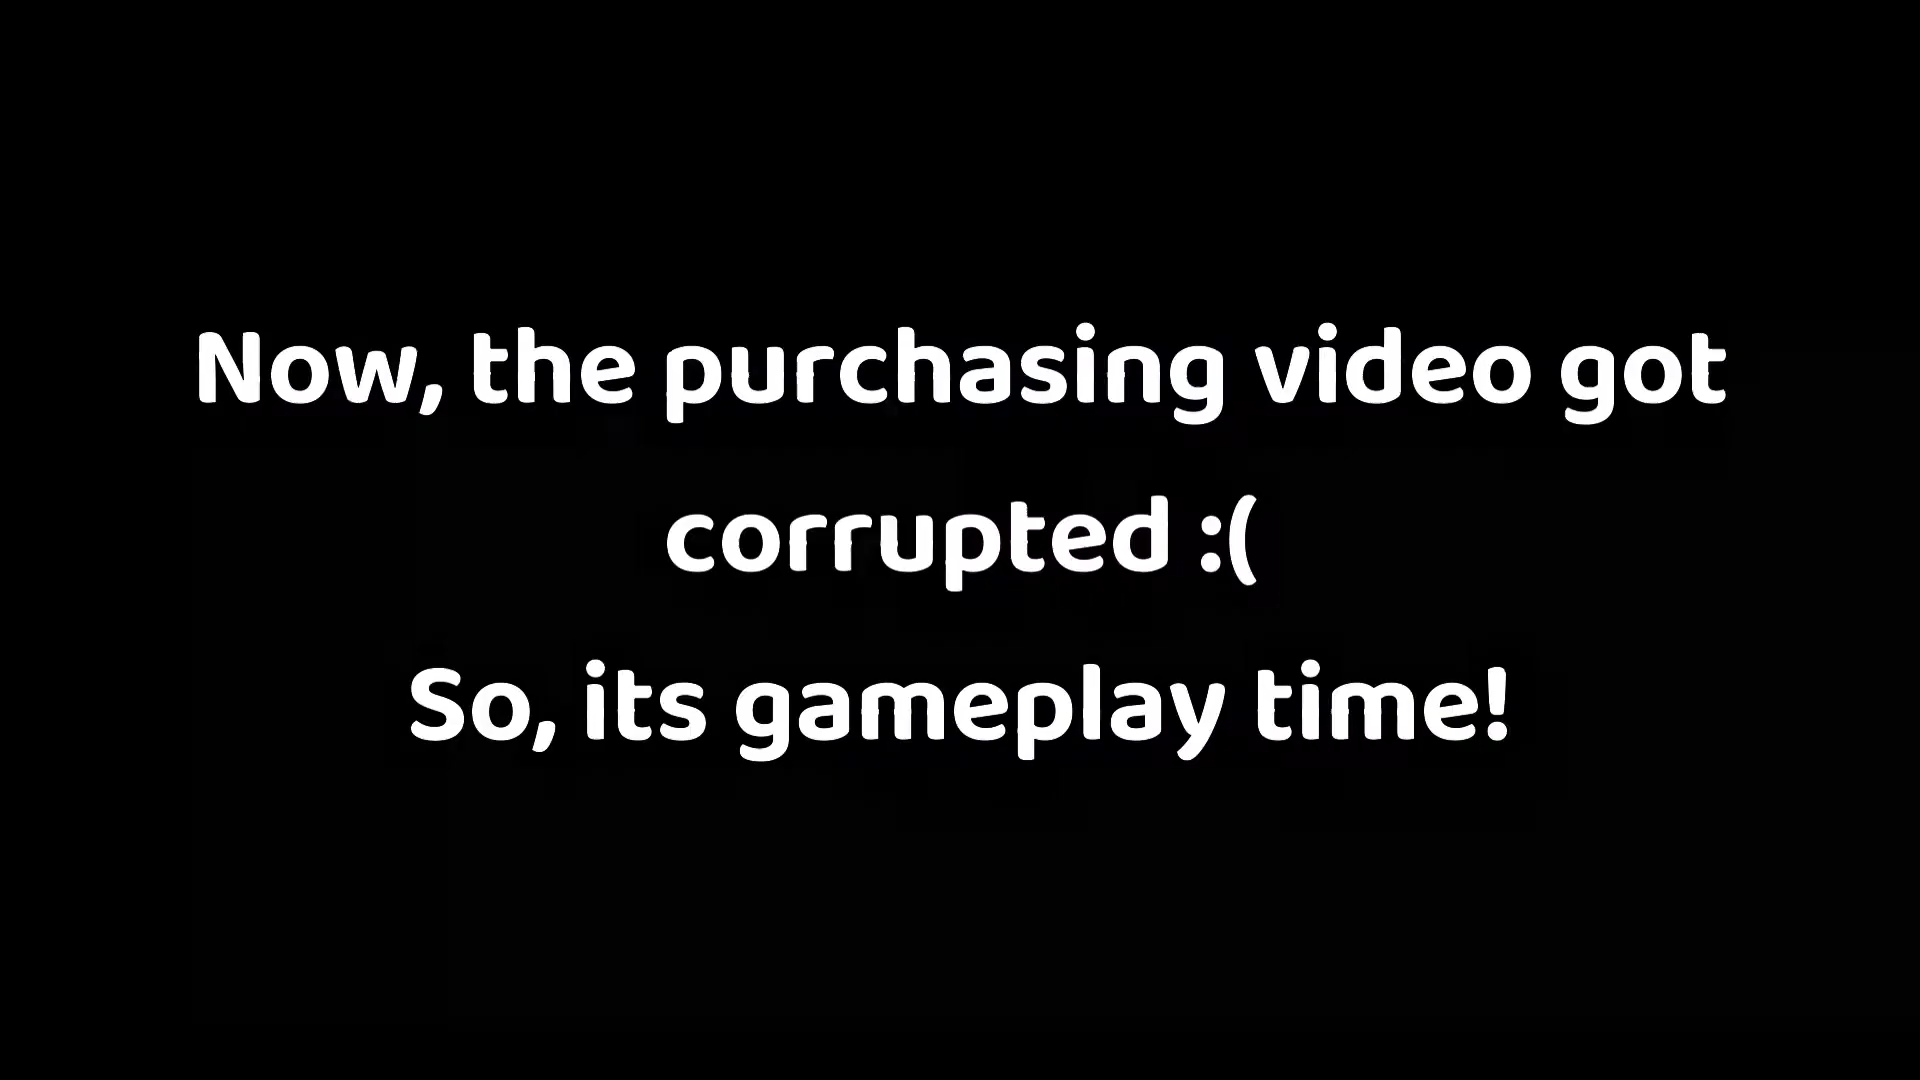 Now, the purchasing video got
corrupted :(
So, its gameplay time!